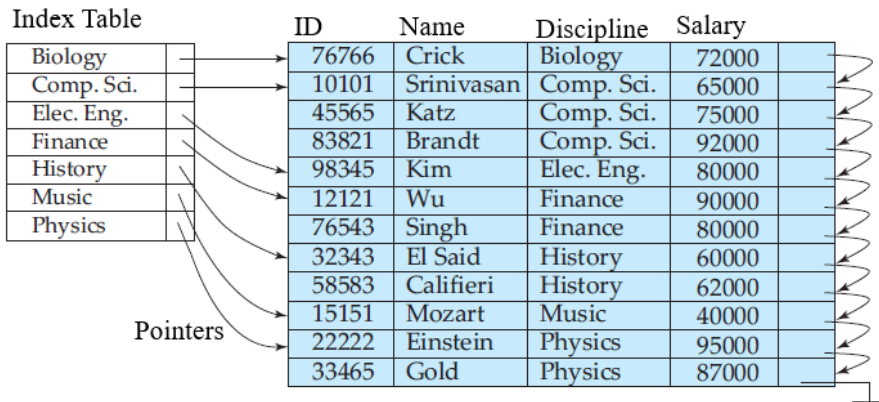 Index Table
Biology
Comp. Sci.
Elec. Eng.
Finance
History
Music
Physics
Pointers
ID Name Discipline Salary
76766 Crick Biology 72000
10101 Srinivasan Comp. Sci. 65000
45565 Katz Comp. Sci. 75000
83821 Brandt Comp. Sci. 92000
98345 Kim Elec. Eng. 80000
12121 Wu Finance 90000
76543 Singh Finance 80000
32343 El Said History 60000
58583 Califieri History 62000
15151 Mozart Music 40000
22222 Einstein Physics 95000
33465 Gold Physics 87000